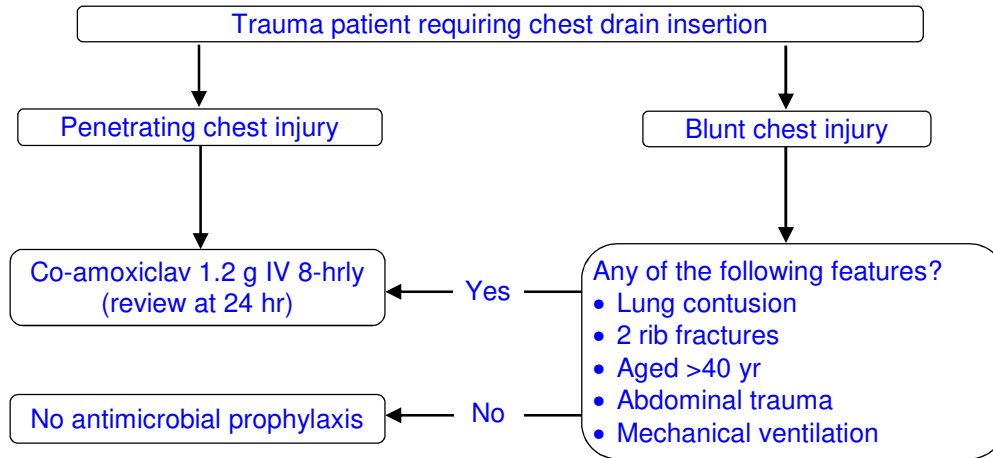 Trauma patient requiring chest drain insertion
Penetrating chest injury
Blunt chest injury
Co-amoxiclav 1.2 g IV 8-hrly
(review at 24 hr)
Yes
Any of the following features?
• Lung contusion
• 2 rib fractures
• Aged >40 yr
• Abdominal trauma
• Mechanical ventilation
No antimicrobial prophylaxis
No